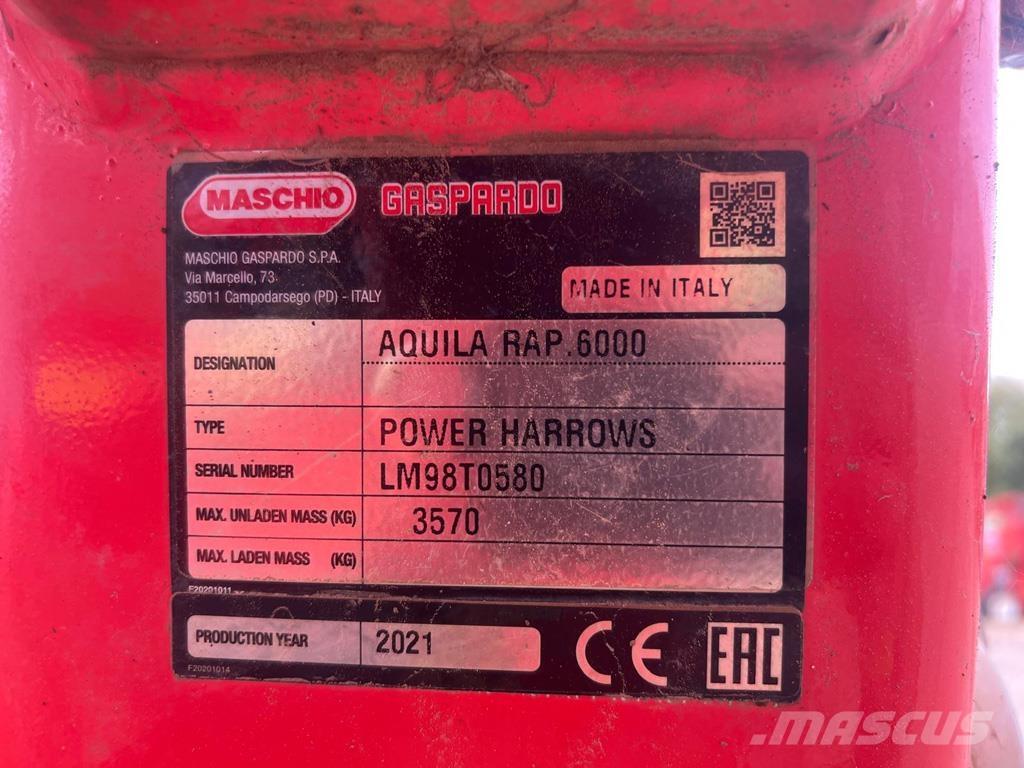 MASCHIO GASPARDO
MASCHIO GASPARDO S.P.A.
Via Marcello, 73
35011 Campodarsego (PD) - ITALY
MADE IN ITALY
DESIGNATION AQUILA RAP.6000
TYPE POWER HARROWS
SERIAL NUMBER LM98T0580
MAX. UNLADEN MASS (KG) 3570
MAX. LADEN MASS (KG)
F20201011
PRODUCTION YEAR 2021 CE EAC
F20201014
MASCUS